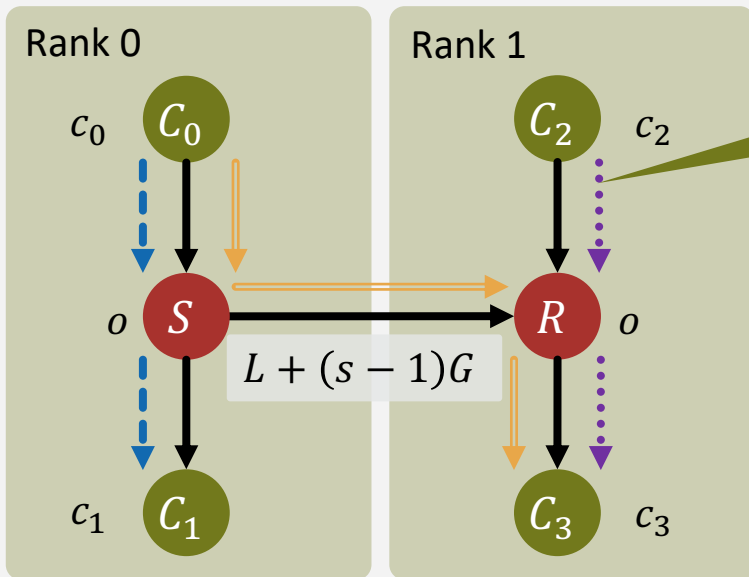 Rank 0
c₀ C₀
o S
L + (s − 1)G
c₁ C₁
Rank 1
C₂ c₂
R o
C₃ c₃